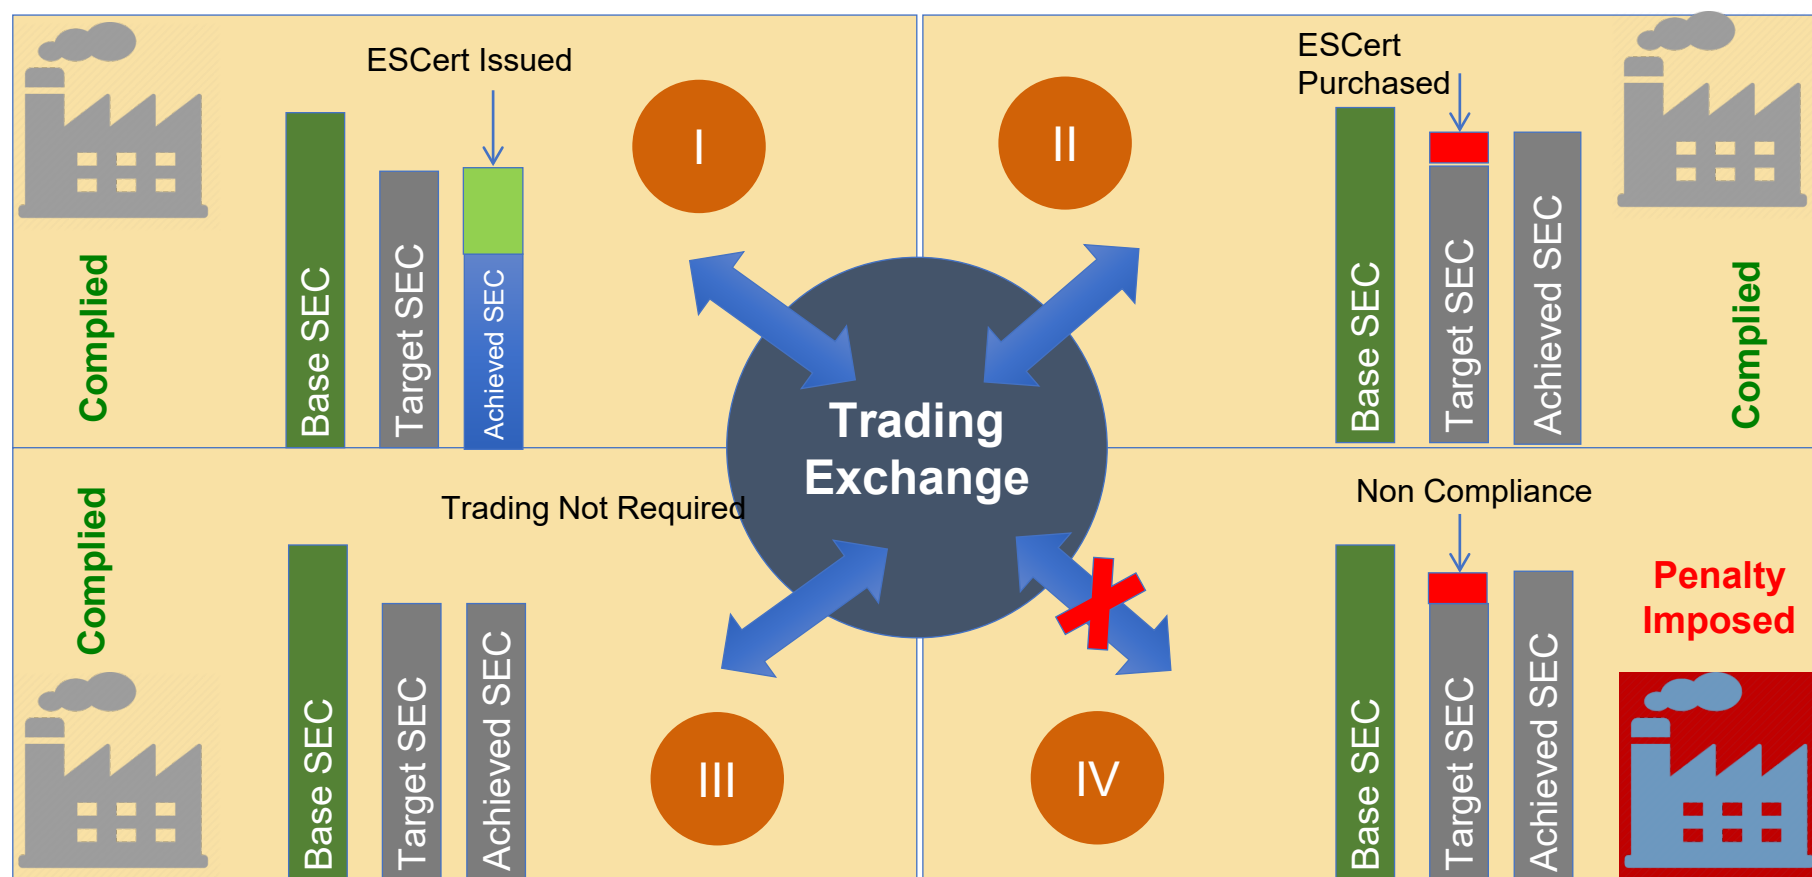 ESCert Issued
I
Base SEC
Target SEC
Achieved SEC
Complied
ESCert
Purchased
II
Base SEC
Target SEC
Achieved SEC
Complied
Trading
Exchange
Trading Not Required
Complied
Base SEC
Target SEC
Achieved SEC
III
Non Compliance
IV
Base SEC
Target SEC
Achieved SEC
Penalty
Imposed